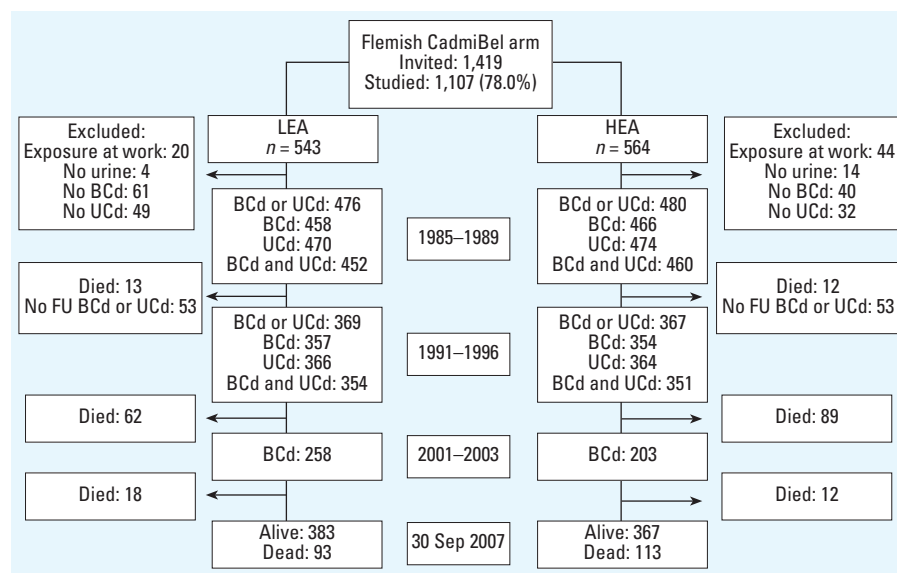 Flemish CadmiBel arm
Invited: 1,419
Studied: 1,107 (78.0%)
LEA
n = 543
HEA
n = 564
Excluded:
Exposure at work: 20
No urine: 4
No BCd: 61
No UCd: 49
Excluded:
Exposure at work: 44
No urine: 14
No BCd: 40
No UCd: 32
BCd or UCd: 476
BCd: 458
UCd: 470
BCd and UCd: 452
1985–1989
BCd or UCd: 480
BCd: 466
UCd: 474
BCd and UCd: 460
Died: 13
No FU BCd or UCd: 53
Died: 12
No FU BCd or UCd: 53
BCd or UCd: 369
BCd: 357
UCd: 366
BCd and UCd: 354
1991–1996
BCd or UCd: 367
BCd: 354
UCd: 364
BCd and UCd: 351
Died: 62
Died: 89
BCd: 258
2001–2003
BCd: 203
Died: 18
Died: 12
Alive: 383
Dead: 93
30 Sep 2007
Alive: 367
Dead: 113